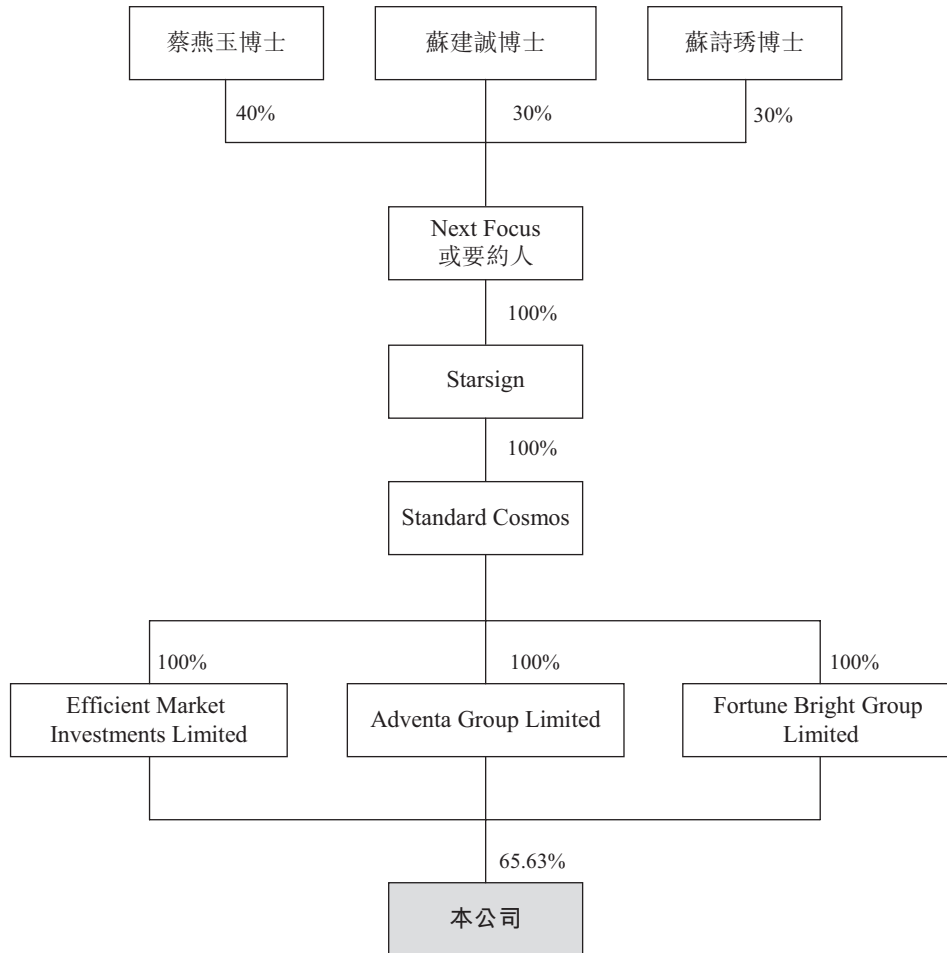 蔡燕玉博士
蘇建誠博士
蘇詩琇博士
40%
30%
30%
Next Focus
或要約人
100%
Starsign
100%
Standard Cosmos
100%
100%
100%
Efficient Market
Investments Limited
Adventa Group Limited
Fortune Bright Group
Limited
65.63%
本公司